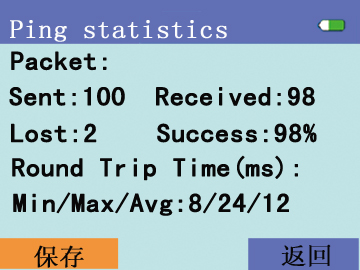 Ping statistics
Packet:
Sent:100 Received:98
Lost:2 Success:98%
Round Trip Time(ms):
Min/Max/Avg:8/24/12
保存 返回